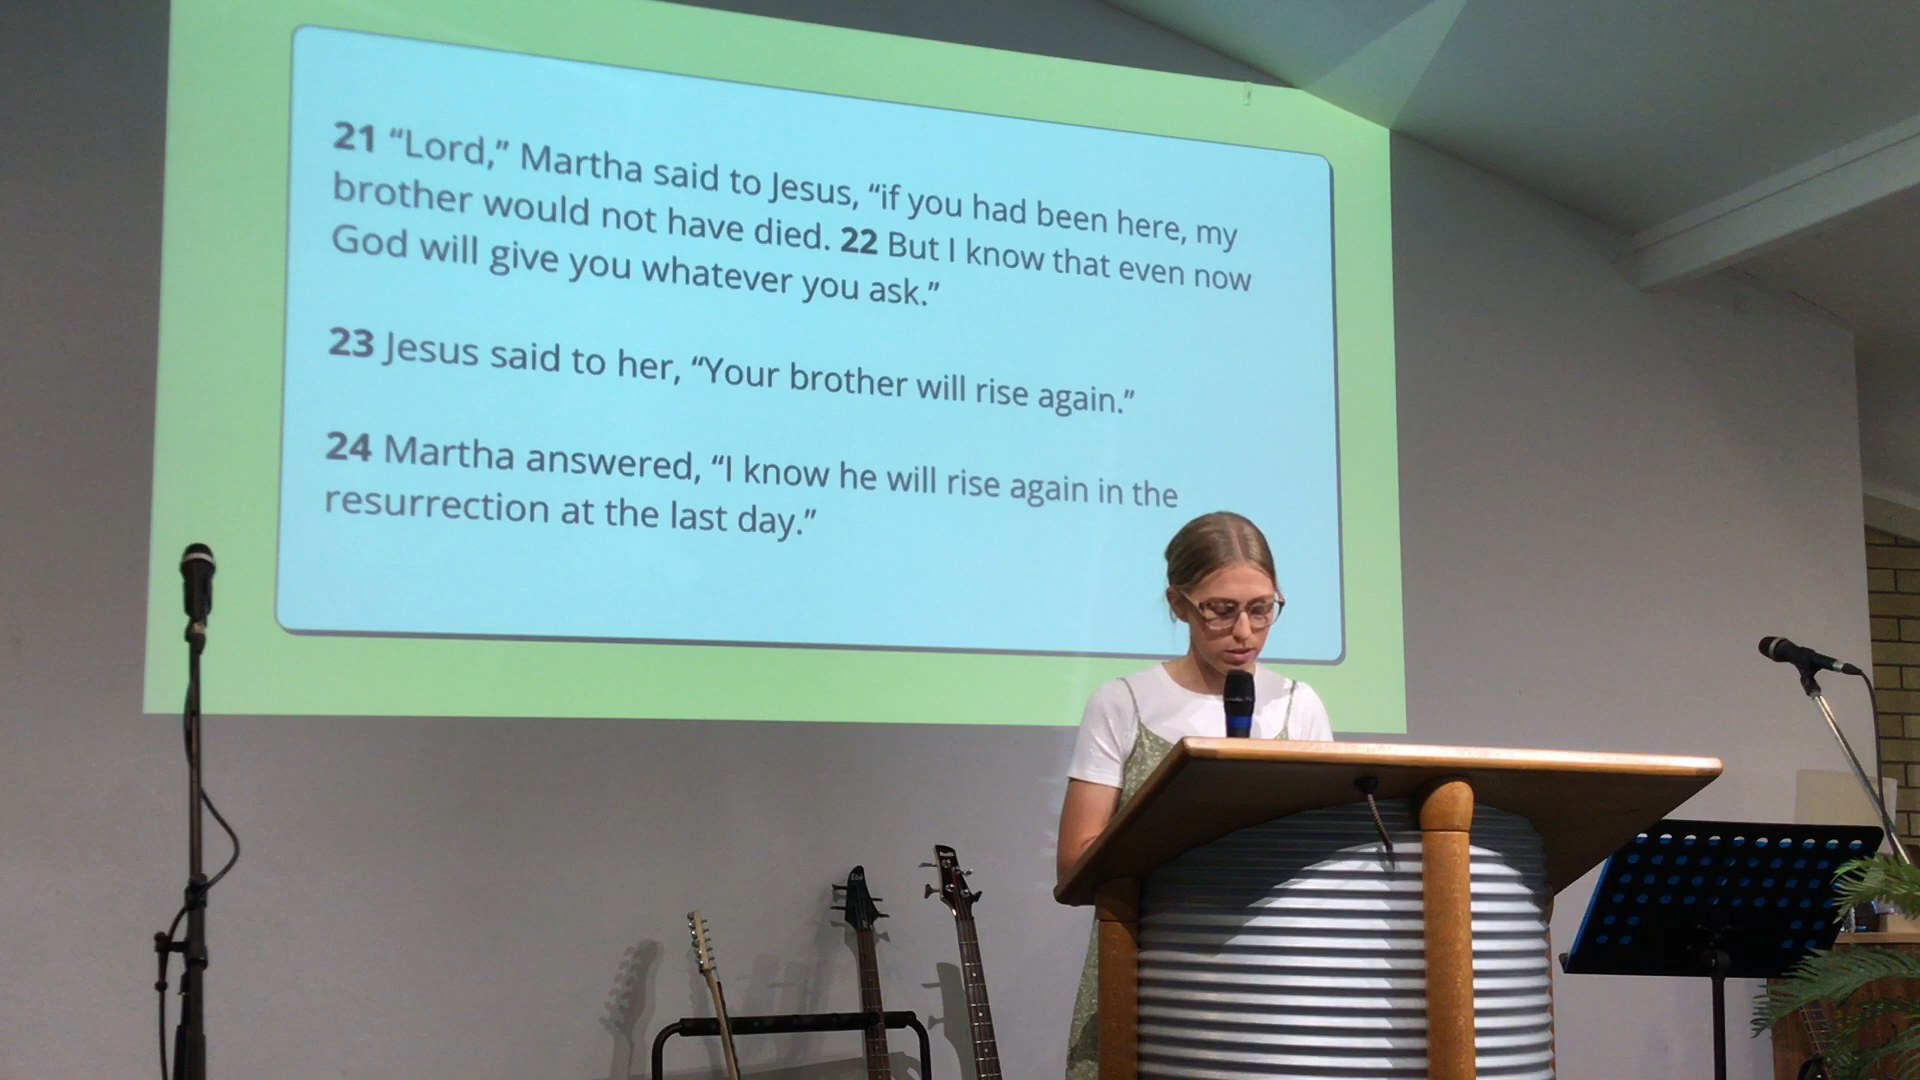 21 “Lord,” Martha said to Jesus, “if you had been here, my
brother would not have died. 22 But I know that even now
God will give you whatever you ask.”
23 Jesus said to her, “Your brother will rise again.”
24 Martha answered, “I know he will rise again in the
resurrection at the last day.”